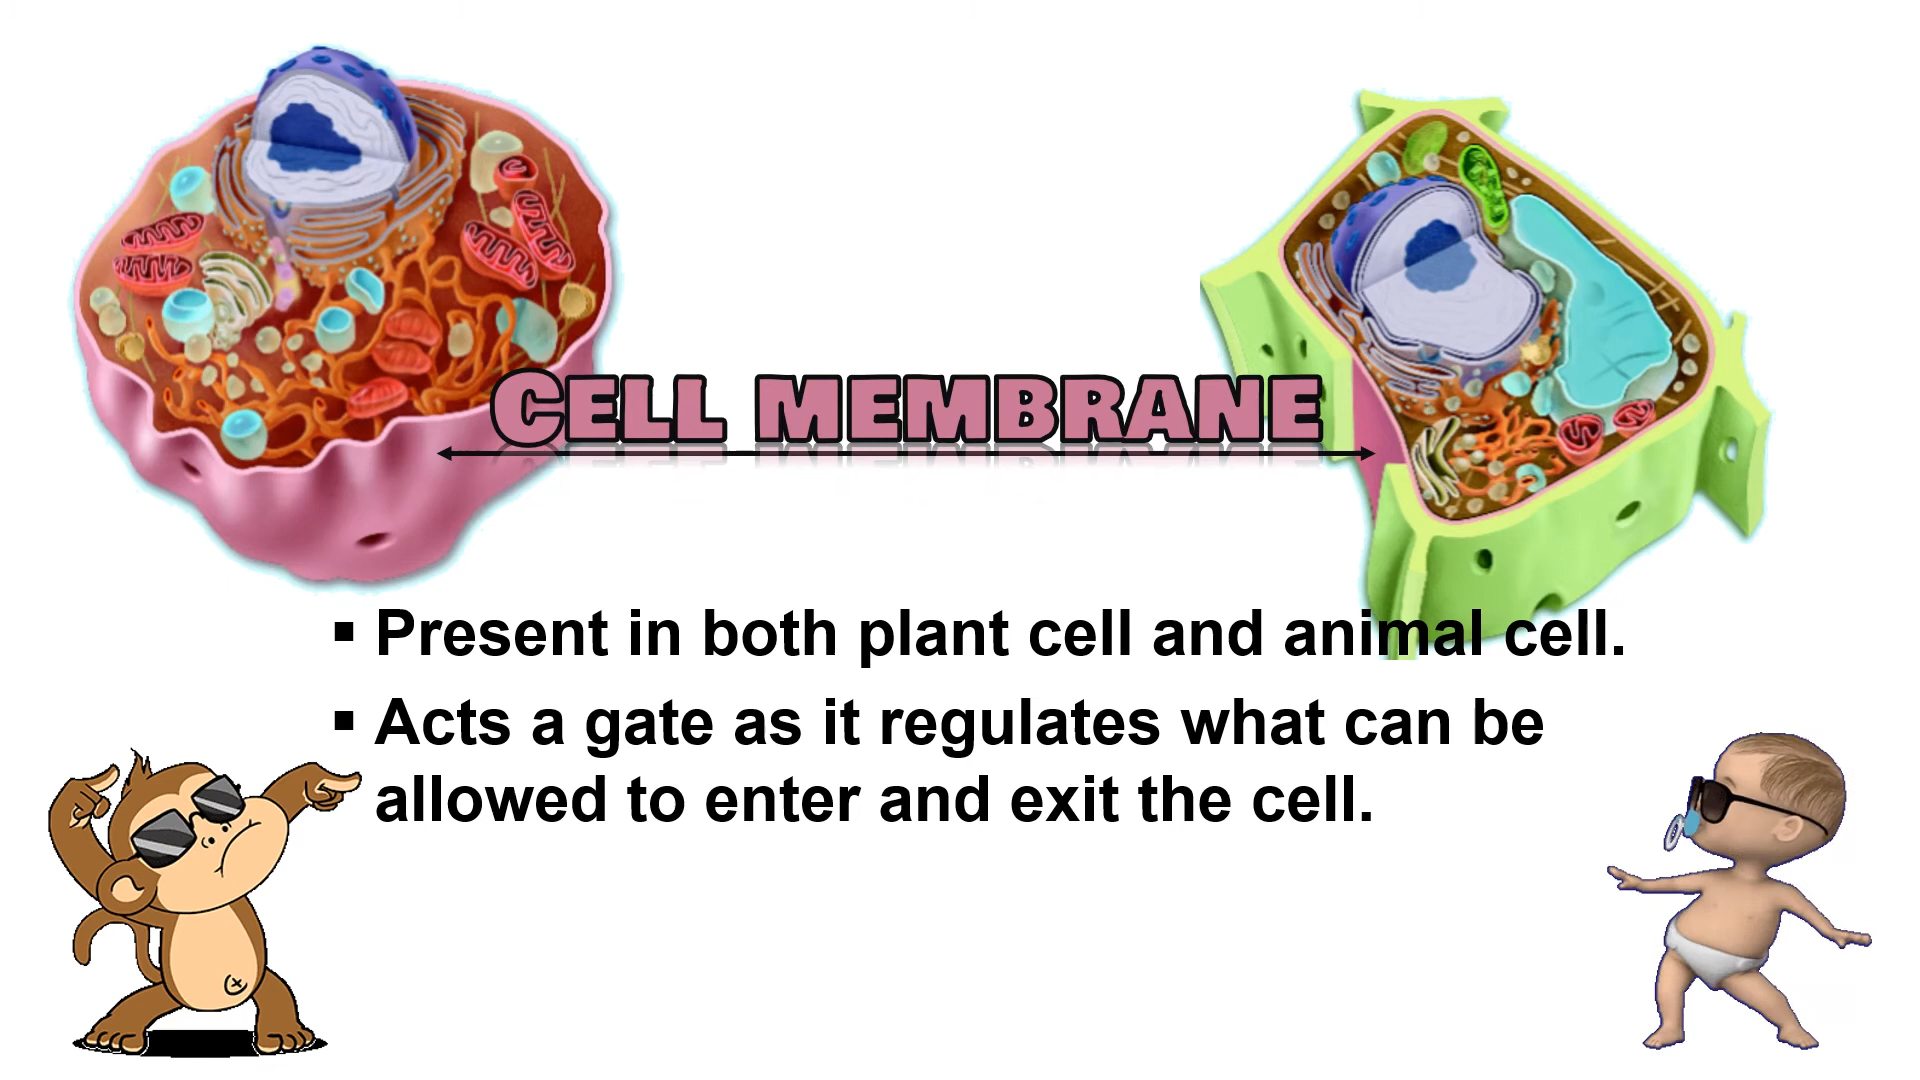 Cell membrane
▪ Present in both plant cell and animal cell.
▪ Acts a gate as it regulates what can be
allowed to enter and exit the cell.